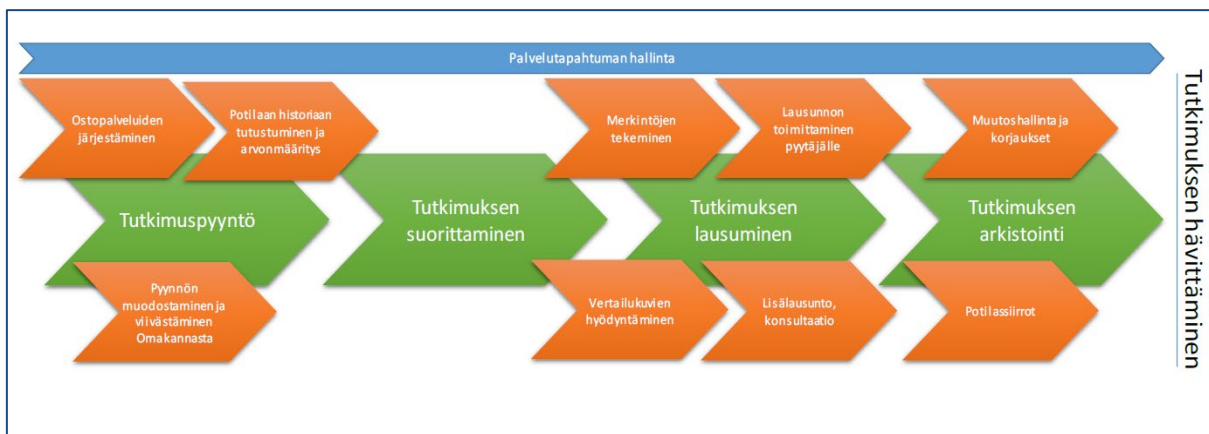 Palvelutapahtuman hallinta
Ostopalveluiden
järjestäminen
Potilaan historiaan
tutustuminen ja
arvonmääritys
Merkintöjen
tekeminen
Lausunnon
toimittaminen
pyytäjälle
Muutoshallinta ja
korjaukset
Tutkimuspyyntö
Tutkimuksen
suorittaminen
Tutkimuksen
lausuminen
Tutkimuksen
arkistointi
Pyynnön
muodostaminen ja
viivästäminen
Omakannasta
Vertailukuvien
hyödyntäminen
Lisälausunto,
konsultaatio
Potilassiirrot
Tutkimuksen hävittäminen